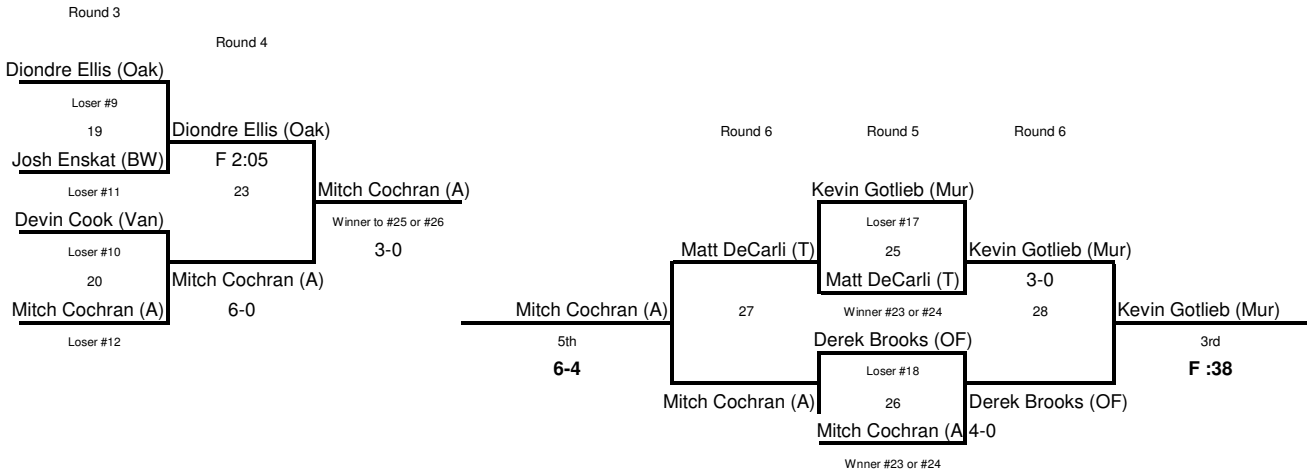 Round 3
Round 4
Diondre Ellis (Oak)
Loser #9
19
Diondre Ellis (Oak)
Josh Enskat (BW)
F 2:05
Loser #11
23
Mitch Cochran (A)
Devin Cook (Van)
Winner to #25 or #26
Loser #10
3-0
20
Mitch Cochran (A)
Mitch Cochran (A)
6-0
Loser #12
Round 6
Round 5
Round 6
Kevin Gotlieb (Mur)
Loser #17
Matt DeCarli (T)
25
Kevin Gotlieb (Mur)
Matt DeCarli (T)
3-0
Mitch Cochran (A)
27
Winner #23 or #24
28
Kevin Gotlieb (Mur)
5th
Derek Brooks (OF)
3rd
6-4
Loser #18
F :38
Mitch Cochran (A)
26
Derek Brooks (OF)
Mitch Cochran (A
4-0
Wnner #23 or #24